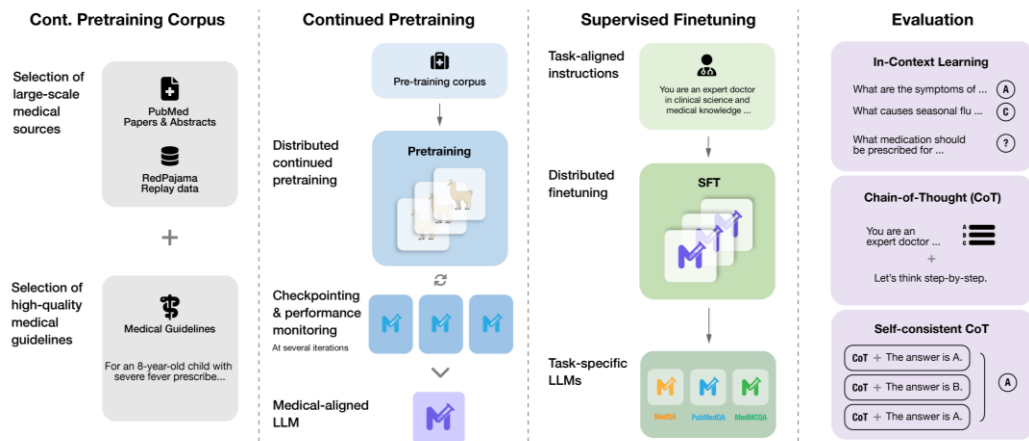 Cont. Pretraining Corpus
Selection of
large-scale
medical
sources
PubMed
Papers & Abstracts
RedPajama
Replay data
+
Selection of
high-quality
medical
guidelines
Medical Guidelines
For an 8-year-old child with
severe fever prescribe...
Continued Pretraining
Pre-training corpus
Distributed
continued
pretraining
Pretraining
Checkpointing
& performance
monitoring
At several iterations
Medical-aligned
LLM
Supervised Finetuning
Task-aligned
instructions
You are an expert doctor
in clinical science and
medical knowledge ...
Distributed
finetuning
SFT
Task-specific
LLMs
MedQA
PubMedQA
MedMCQA
Evaluation
In-Context Learning
What are the symptoms of ... A
What causes seasonal flu ... C
What medication should
be prescribed for ... ?
Chain-of-Thought (CoT)
You are an
expert doctor ...
A
B
C
+
Let's think step-by-step.
Self-consistent CoT
CoT + The answer is A.
CoT + The answer is B.
CoT + The answer is A.
A